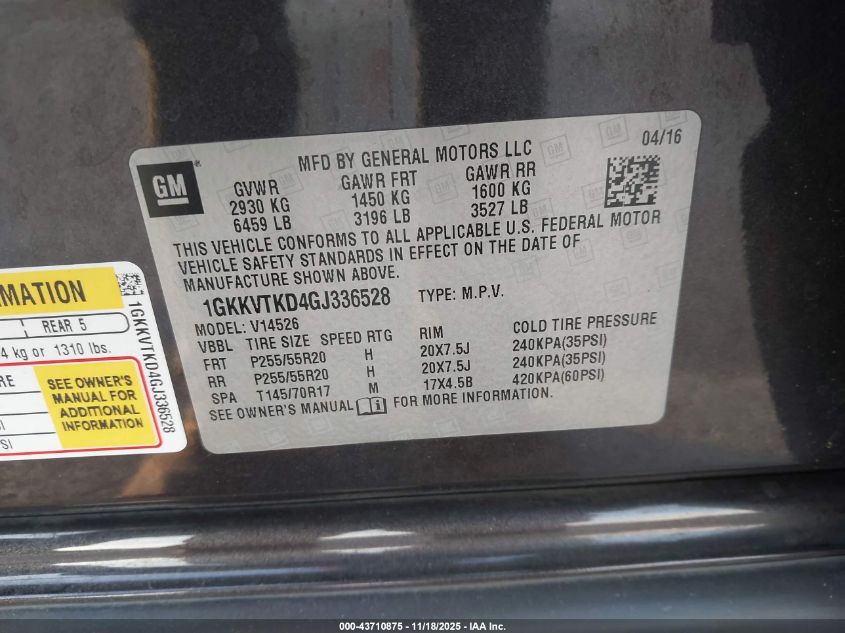 GM
MFD BY GENERAL MOTORS LLC
04/16
GVWR GAWR FRT GAWR RR
2930 KG 1450 KG 1600 KG
6459 LB 3196 LB 3527 LB
THIS VEHICLE CONFORMS TO ALL APPLICABLE U.S. FEDERAL MOTOR
VEHICLE SAFETY STANDARDS IN EFFECT ON THE DATE OF
MANUFACTURE SHOWN ABOVE.
1GKKVTKD4GJ336528 TYPE: M.P.V.
MODEL: V14526
VBBL TIRE SIZE SPEED RTG RIM COLD TIRE PRESSURE
FRT P255/55R20 H 20X7.5J 240KPA(35PSI)
RR P255/55R20 H 20X7.5J 240KPA(35PSI)
SPA T145/70R17 M 17X4.5B 420KPA(60PSI)
SEE OWNER'S MANUAL FOR MORE INFORMATION.
MATION
REAR 5
4 kg or 1310 lbs.
RE
SEE OWNER'S
MANUAL FOR
ADDITIONAL
INFORMATION
SI
1GKKVTKD4GJ336528
000-43710875 - 11/18/2025 - IAA Inc.